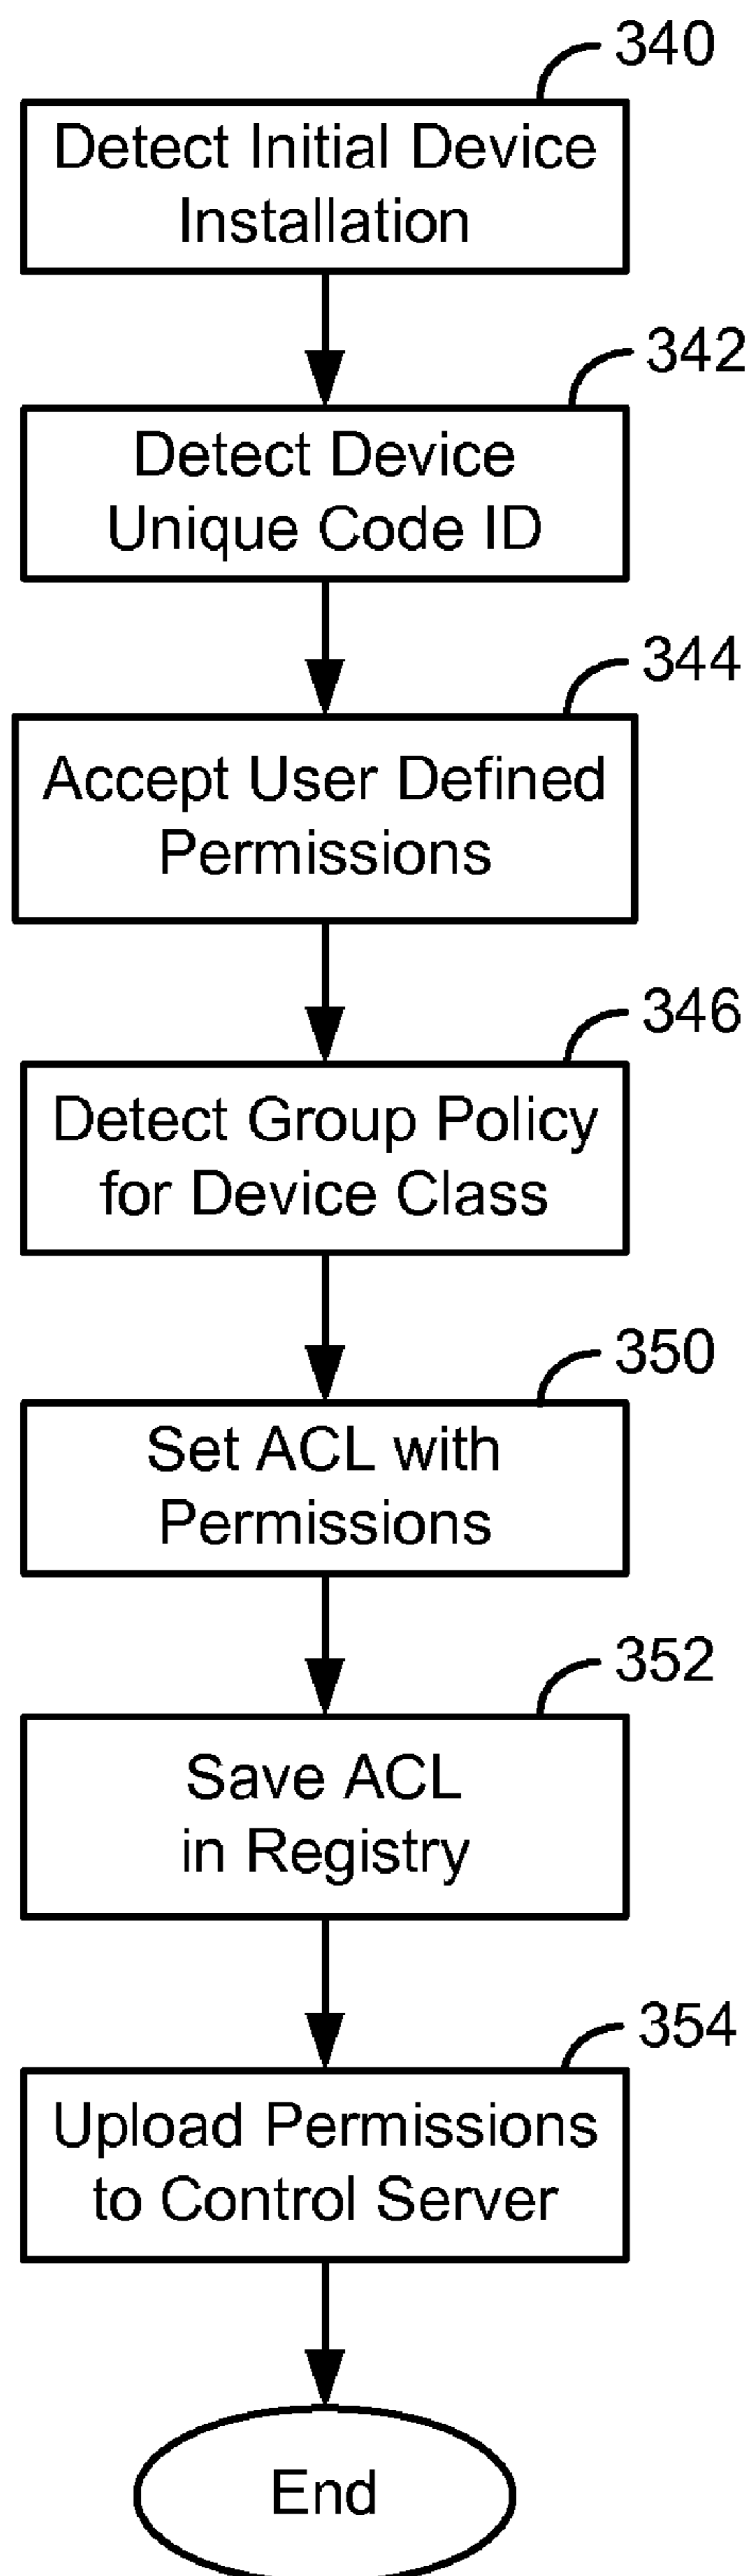 340
Detect Initial Device
Installation
342
Detect Device
Unique Code ID
344
Accept User Defined
Permissions
346
Detect Group Policy
for Device Class
350
Set ACL with
Permissions
352
Save ACL
in Registry
354
Upload Permissions
to Control Server
End